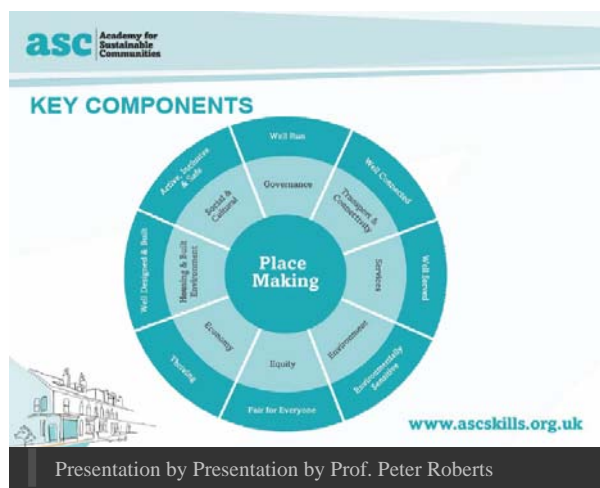 asc
Academy for
Sustainable
Communities
KEY COMPONENTS
Well Run
Governance
Well Connected
Transport &
Connectivity
Well Served
Services
Environmentally
Sensitive
Environment
Fair for Everyone
Equity
Thriving
Economy
Well Designed & Built
Housing & Built
Environment
Active, Inclusive
& Safe
Social &
Cultural
Place
Making
www.ascskills.org.uk
Presentation by Presentation by Prof. Peter Roberts